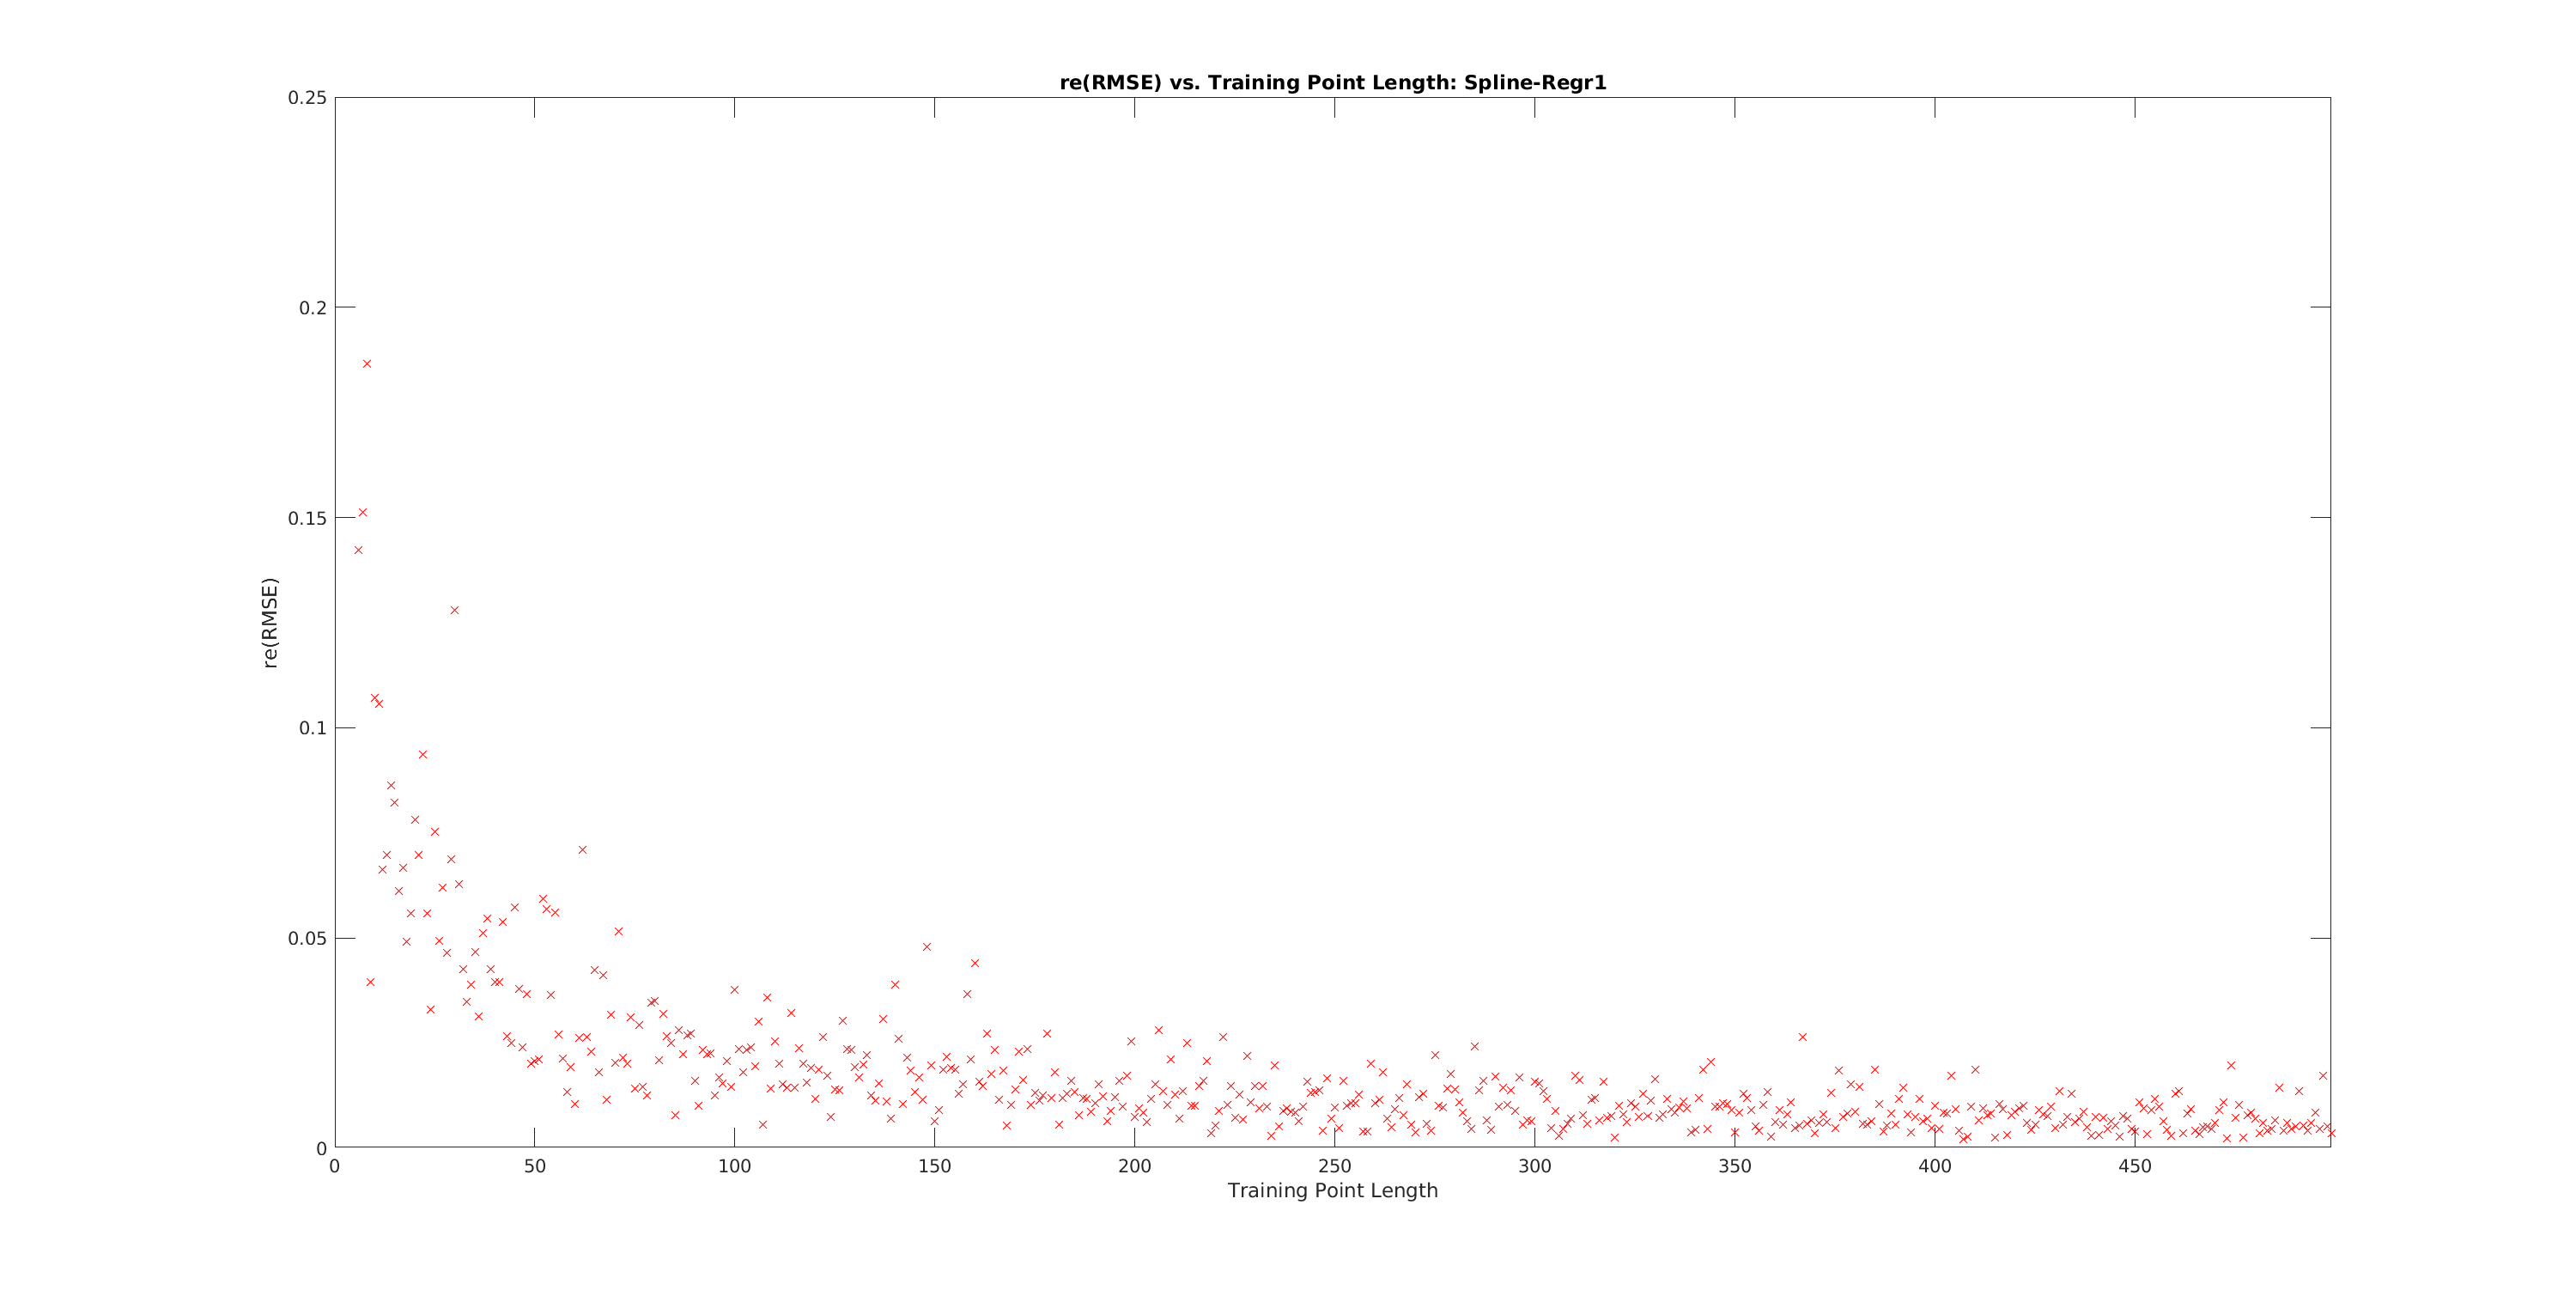 re(RMSE) vs. Training Point Length: Spline-Regr1
0.25
0.2
0.15
0.1
0.05
0
re(RMSE)
0 50 100 150 200 250 300 350 400 450
Training Point Length